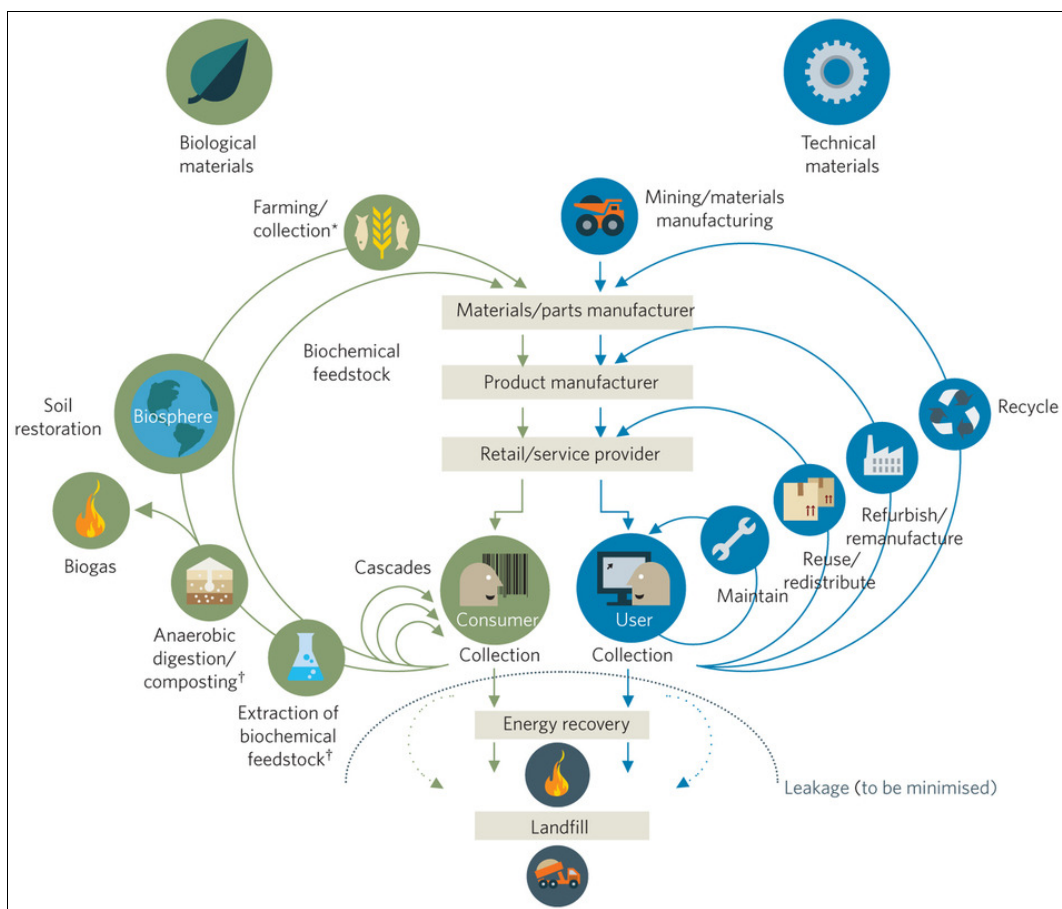 Biological
materials
Technical
materials
Farming/
collection*
Mining/materials
manufacturing
Materials/parts manufacturer
Biochemical
feedstock
Product manufacturer
Soil
restoration
Biosphere
Recycle
Retail/service provider
Biogas
Refurbish/
remanufacture
Reuse/
redistribute
Cascades
Maintain
Consumer
User
Anaerobic
digestion/
composting†
Collection
Collection
Extraction of
biochemical
feedstock†
Energy recovery
Leakage (to be minimised)
Landfill